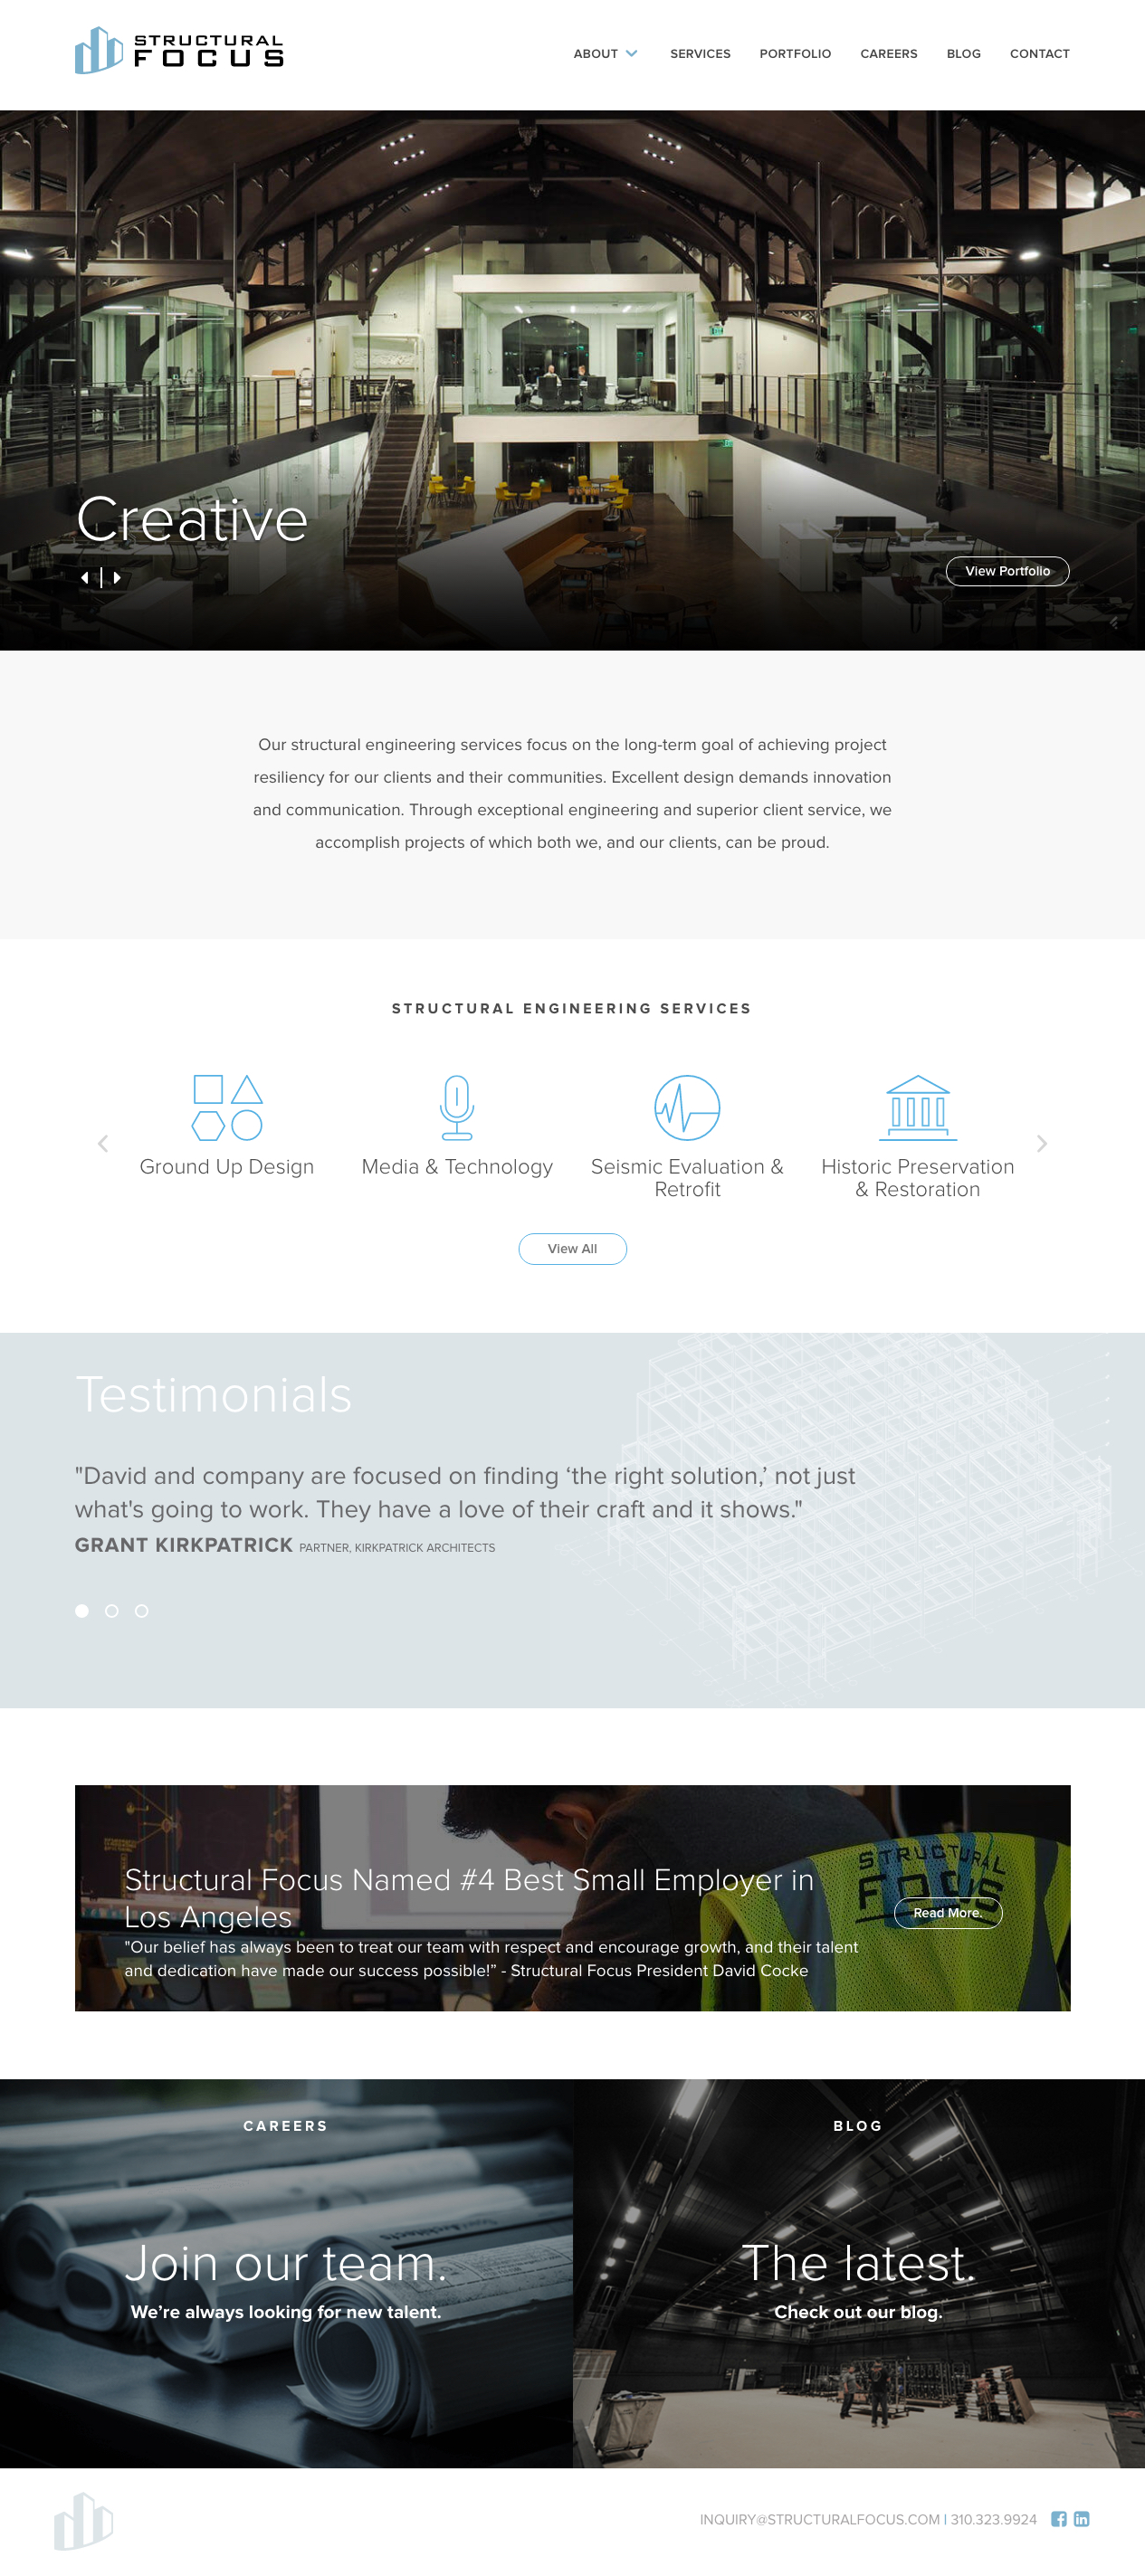 STRUCTURAL
FOCUS
ABOUT
SERVICES
PORTFOLIO
CAREERS
BLOG
CONTACT
Creative
View Portfolio
Our structural engineering services focus on the long-term goal of achieving project
resiliency for our clients and their communities. Excellent design demands innovation
and communication. Through exceptional engineering and superior client service, we
accomplish projects of which both we, and our clients, can be proud.
STRUCTURAL ENGINEERING SERVICES
Ground Up Design
Media & Technology
Seismic Evaluation &
Retrofit
Historic Preservation
& Restoration
View All
Testimonials
"David and company are focused on finding ‘the right solution,’ not just
what's going to work. They have a love of their craft and it shows."
GRANT KIRKPATRICK PARTNER, KIRKPATRICK ARCHITECTS
Structural Focus Named #4 Best Small Employer in
Los Angeles
"Our belief has always been to treat our team with respect and encourage growth, and their talent
and dedication have made our success possible!” - Structural Focus President David Cocke
STRUCTURAL
FOCUS
Read More.
CAREERS
Join our team.
We’re always looking for new talent.
BLOG
The latest.
Check out our blog.
INQUIRY@STRUCTURALFOCUS.COM | 310.323.9924